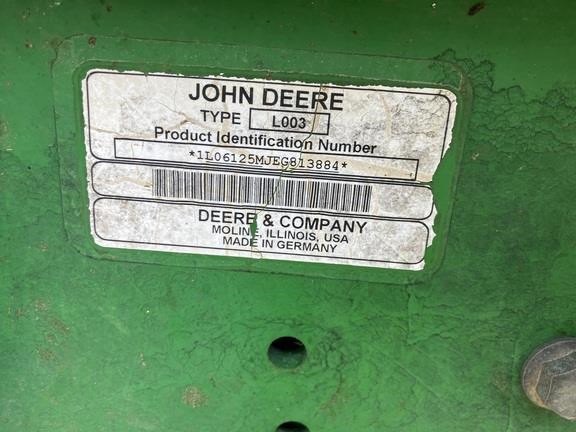 JOHN DEERE
TYPE L003
Product Identification Number
*1L06125MJEG813884*
DEERE & COMPANY
MOLINE, ILLINOIS, USA
MADE IN GERMANY